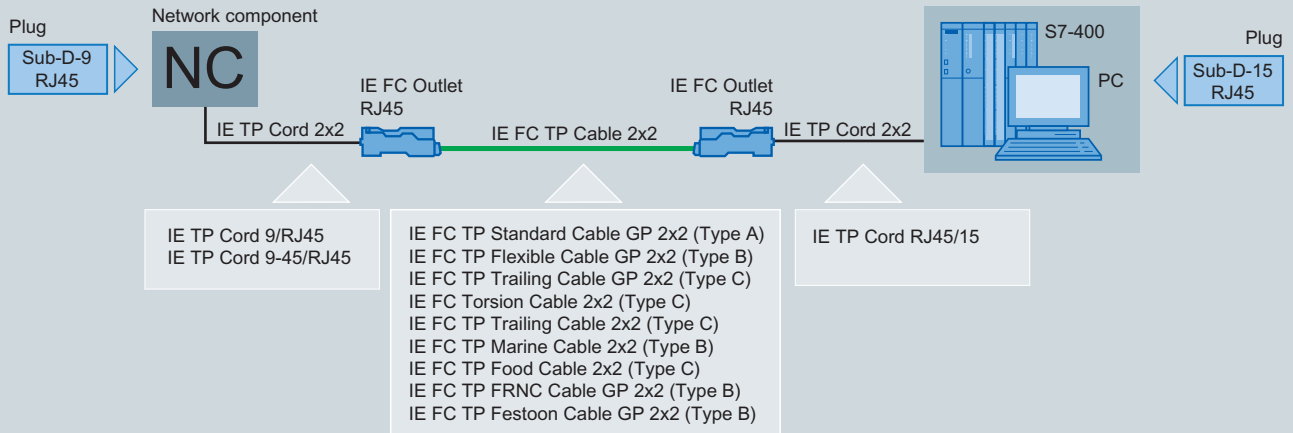 Plug
Sub-D-9
RJ45
Network component
NC
IE TP Cord 2x2
IE FC Outlet
RJ45
IE FC TP Cable 2x2
IE FC Outlet
RJ45
IE TP Cord 2x2
S7-400
PC
Plug
Sub-D-15
RJ45
IE TP Cord 9/RJ45
IE TP Cord 9-45/RJ45
IE FC TP Standard Cable GP 2x2 (Type A)
IE FC TP Flexible Cable GP 2x2 (Type B)
IE FC TP Trailing Cable GP 2x2 (Type C)
IE FC Torsion Cable 2x2 (Type C)
IE FC TP Trailing Cable 2x2 (Type C)
IE FC TP Marine Cable 2x2 (Type B)
IE FC TP Food Cable 2x2 (Type C)
IE FC TP FRNC Cable GP 2x2 (Type B)
IE FC TP Festoon Cable GP 2x2 (Type B)
IE TP Cord RJ45/15